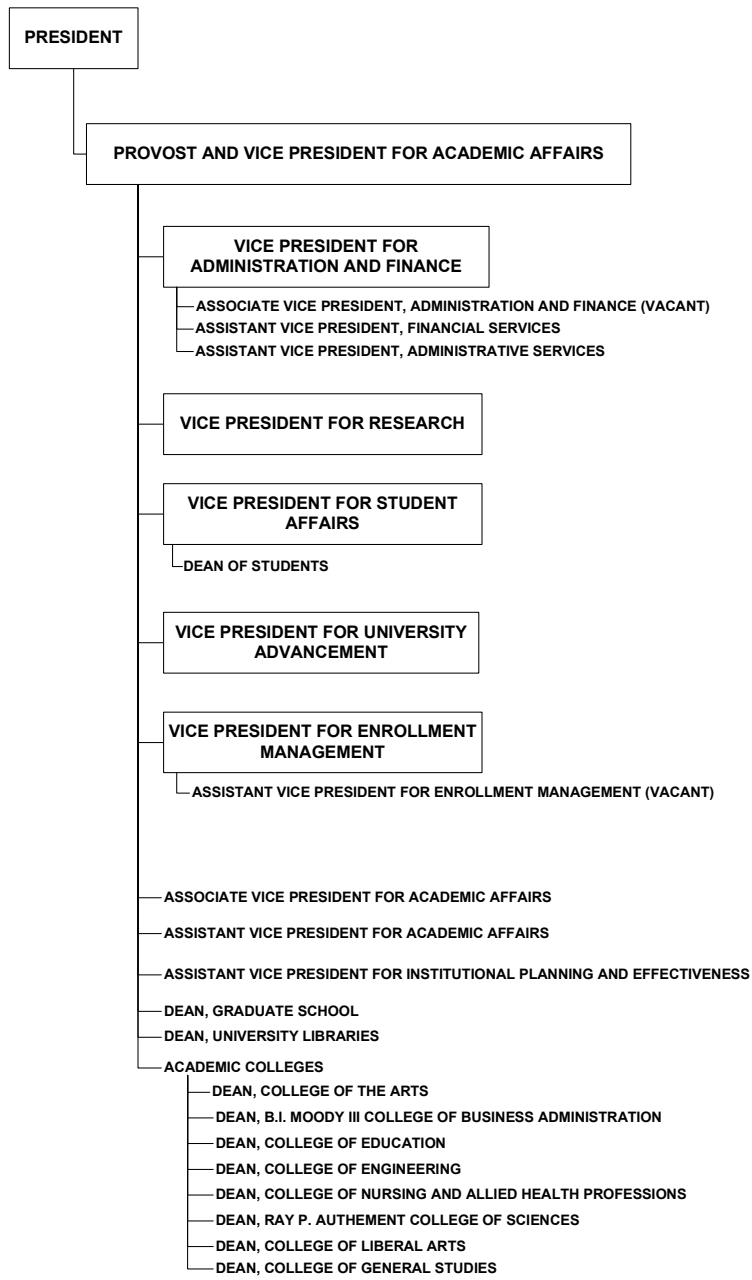 PRESIDENT
PROVOST AND VICE PRESIDENT FOR ACADEMIC AFFAIRS
VICE PRESIDENT FOR
ADMINISTRATION AND FINANCE
ASSOCIATE VICE PRESIDENT, ADMINISTRATION AND FINANCE (VACANT)
ASSISTANT VICE PRESIDENT, FINANCIAL SERVICES
ASSISTANT VICE PRESIDENT, ADMINISTRATIVE SERVICES
VICE PRESIDENT FOR RESEARCH
VICE PRESIDENT FOR STUDENT
AFFAIRS
DEAN OF STUDENTS
VICE PRESIDENT FOR UNIVERSITY
ADVANCEMENT
VICE PRESIDENT FOR ENROLLMENT
MANAGEMENT
ASSISTANT VICE PRESIDENT FOR ENROLLMENT MANAGEMENT (VACANT)
ASSOCIATE VICE PRESIDENT FOR ACADEMIC AFFAIRS
ASSISTANT VICE PRESIDENT FOR ACADEMIC AFFAIRS
ASSISTANT VICE PRESIDENT FOR INSTITUTIONAL PLANNING AND EFFECTIVENESS
DEAN, GRADUATE SCHOOL
DEAN, UNIVERSITY LIBRARIES
ACADEMIC COLLEGES
DEAN, COLLEGE OF THE ARTS
DEAN, B.I. MOODY III COLLEGE OF BUSINESS ADMINISTRATION
DEAN, COLLEGE OF EDUCATION
DEAN, COLLEGE OF ENGINEERING
DEAN, COLLEGE OF NURSING AND ALLIED HEALTH PROFESSIONS
DEAN, RAY P. AUTHEMENT COLLEGE OF SCIENCES
DEAN, COLLEGE OF LIBERAL ARTS
DEAN, COLLEGE OF GENERAL STUDIES